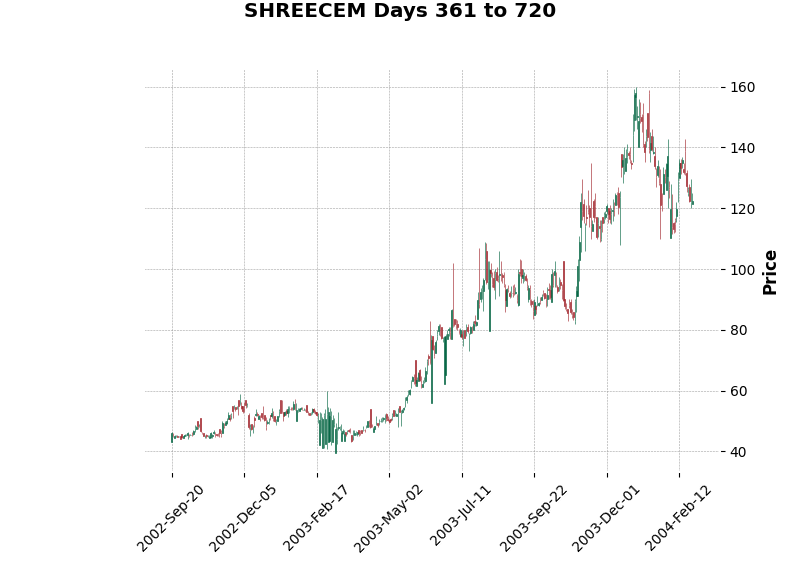 SHREECEM Days 361 to 720
160
140
120
100
80
60
40
Price
2002-Sep-20
2002-Dec-05
2003-Feb-17
2003-May-02
2003-Jul-11
2003-Sep-22
2003-Dec-01
2004-Feb-12